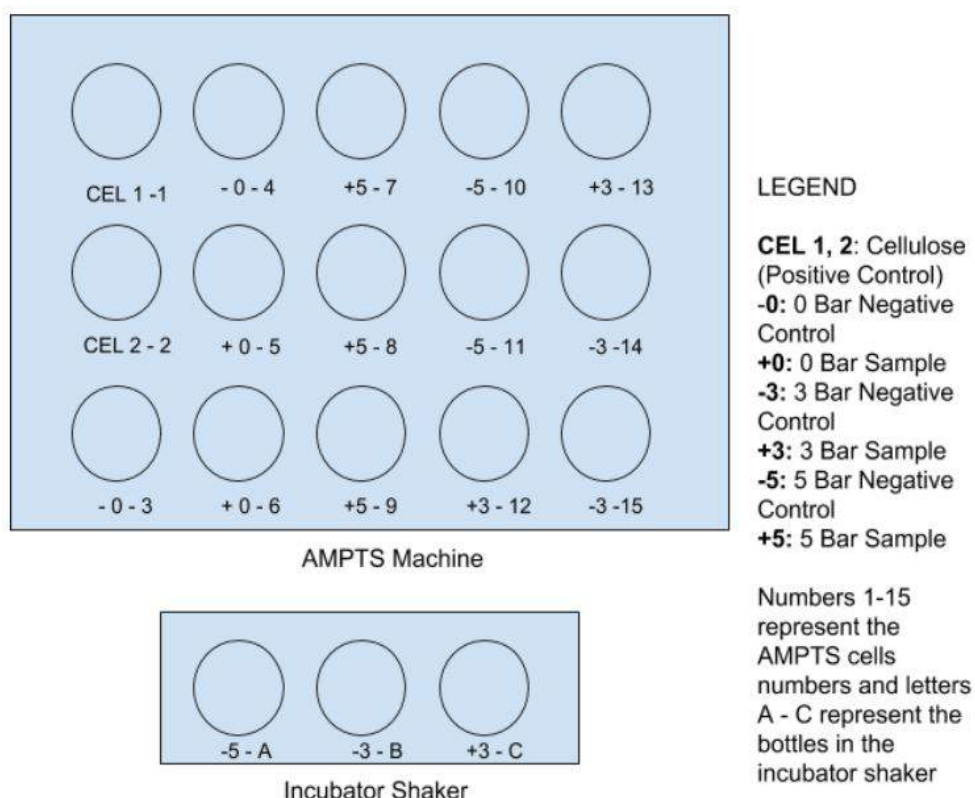 CEL 1 -1
- 0 - 4
+5 - 7
-5 - 10
+3 - 13
CEL 2 - 2
+ 0 - 5
+5 - 8
-5 - 11
-3 -14
- 0 - 3
+ 0 - 6
+5 - 9
+3 - 12
-3 -15
AMPTS Machine
-5 - A
-3 - B
+3 - C
Incubator Shaker
LEGEND
CEL 1, 2: Cellulose
(Positive Control)
-0: 0 Bar Negative
Control
+0: 0 Bar Sample
-3: 3 Bar Negative
Control
+3: 3 Bar Sample
-5: 5 Bar Negative
Control
+5: 5 Bar Sample
Numbers 1-15
represent the
AMPTS cells
numbers and letters
A - C represent the
bottles in the
incubator shaker